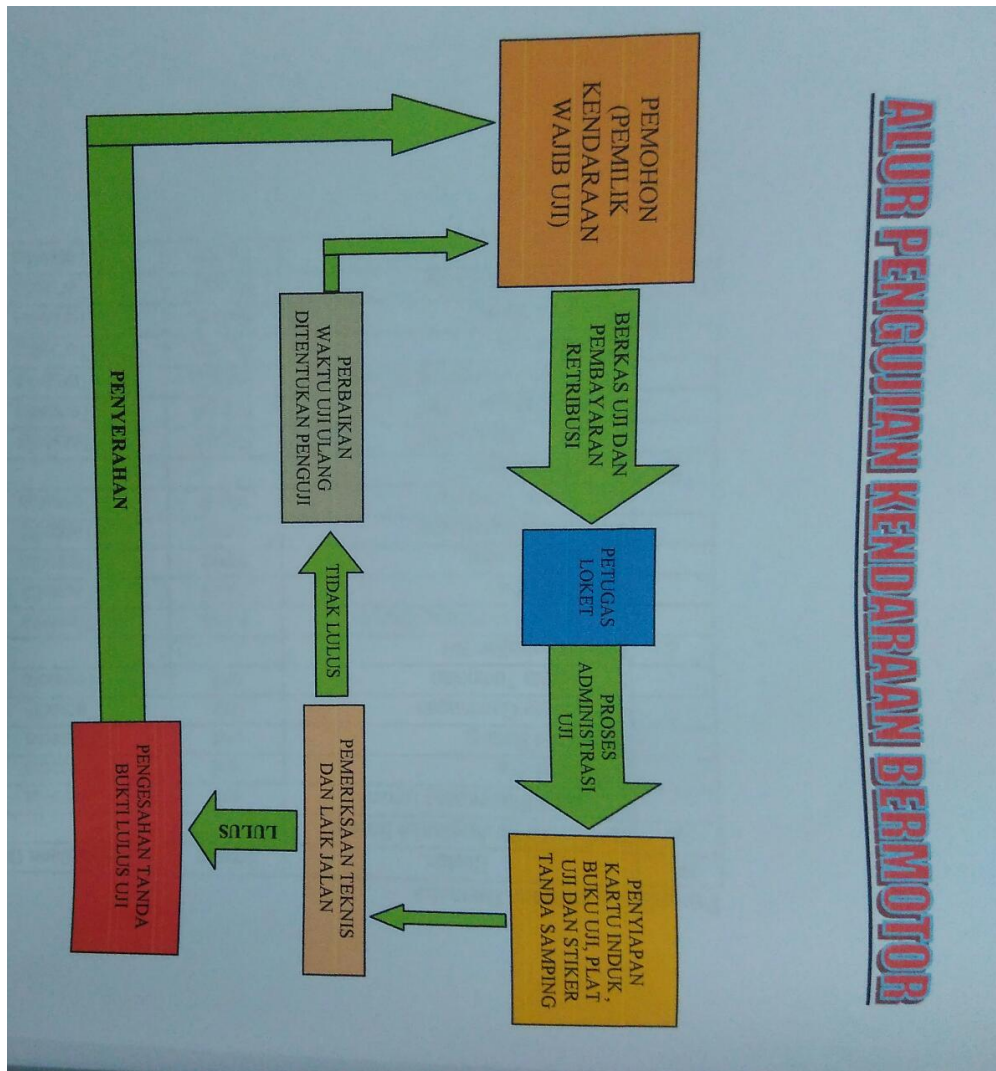 ALUR PENGUJIAN KENDARAAN BERMOTOR
PEMOHON
(PEMILIK
KENDARAAN
WAJIB UJI)
BERKAS UJI DAN
PEMBAYARAN
RETRIBUSI
PETUGAS
LOKET
PROSES
ADMINISTRASI
UJI
PENYIAPAN
KARTU INDUK ,
BUKU UJI, PLAT
UJI DAN STIKER
TANDA SAMPING
PEMERIKSAAN TEKNIS
DAN LAIK JALAN
TIDAK LULUS
PERBAIKAN
WAKTU UJI ULANG
DITENTUKAN PENGUJI
LULUS
PENGESAHAN TANDA
BUKTI LULUS UJI
PENYERAHAN